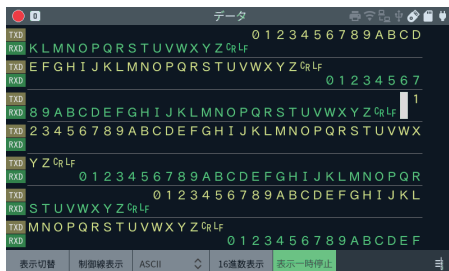 0 データ
TXD 0123456789ABCD
RXD KLMNOPQRSTUVWXYZCRLF
TXD EFGHIJKLMNOPQRSTUVWXYZCRLF
RXD 01234567
TXD 1
RXD 89ABCDEFGHIJKLMNOPQRSTUVWXYZCRLF
TXD 23456789ABCDEFGHIJKLMNOPQRSTUVWX
RXD
TXD YZCRLF
RXD 0123456789ABCDEFGHIJKLMNOPQR
TXD 0123456789ABCDEFGHIJKL
RXD STUVWXYZCRLF
TXD MNOPQRSTUVWXYZCRLF
RXD 0123456789ABCDEF
表示切替 制御線表示 ASCII 16進数表示 表示一時停止